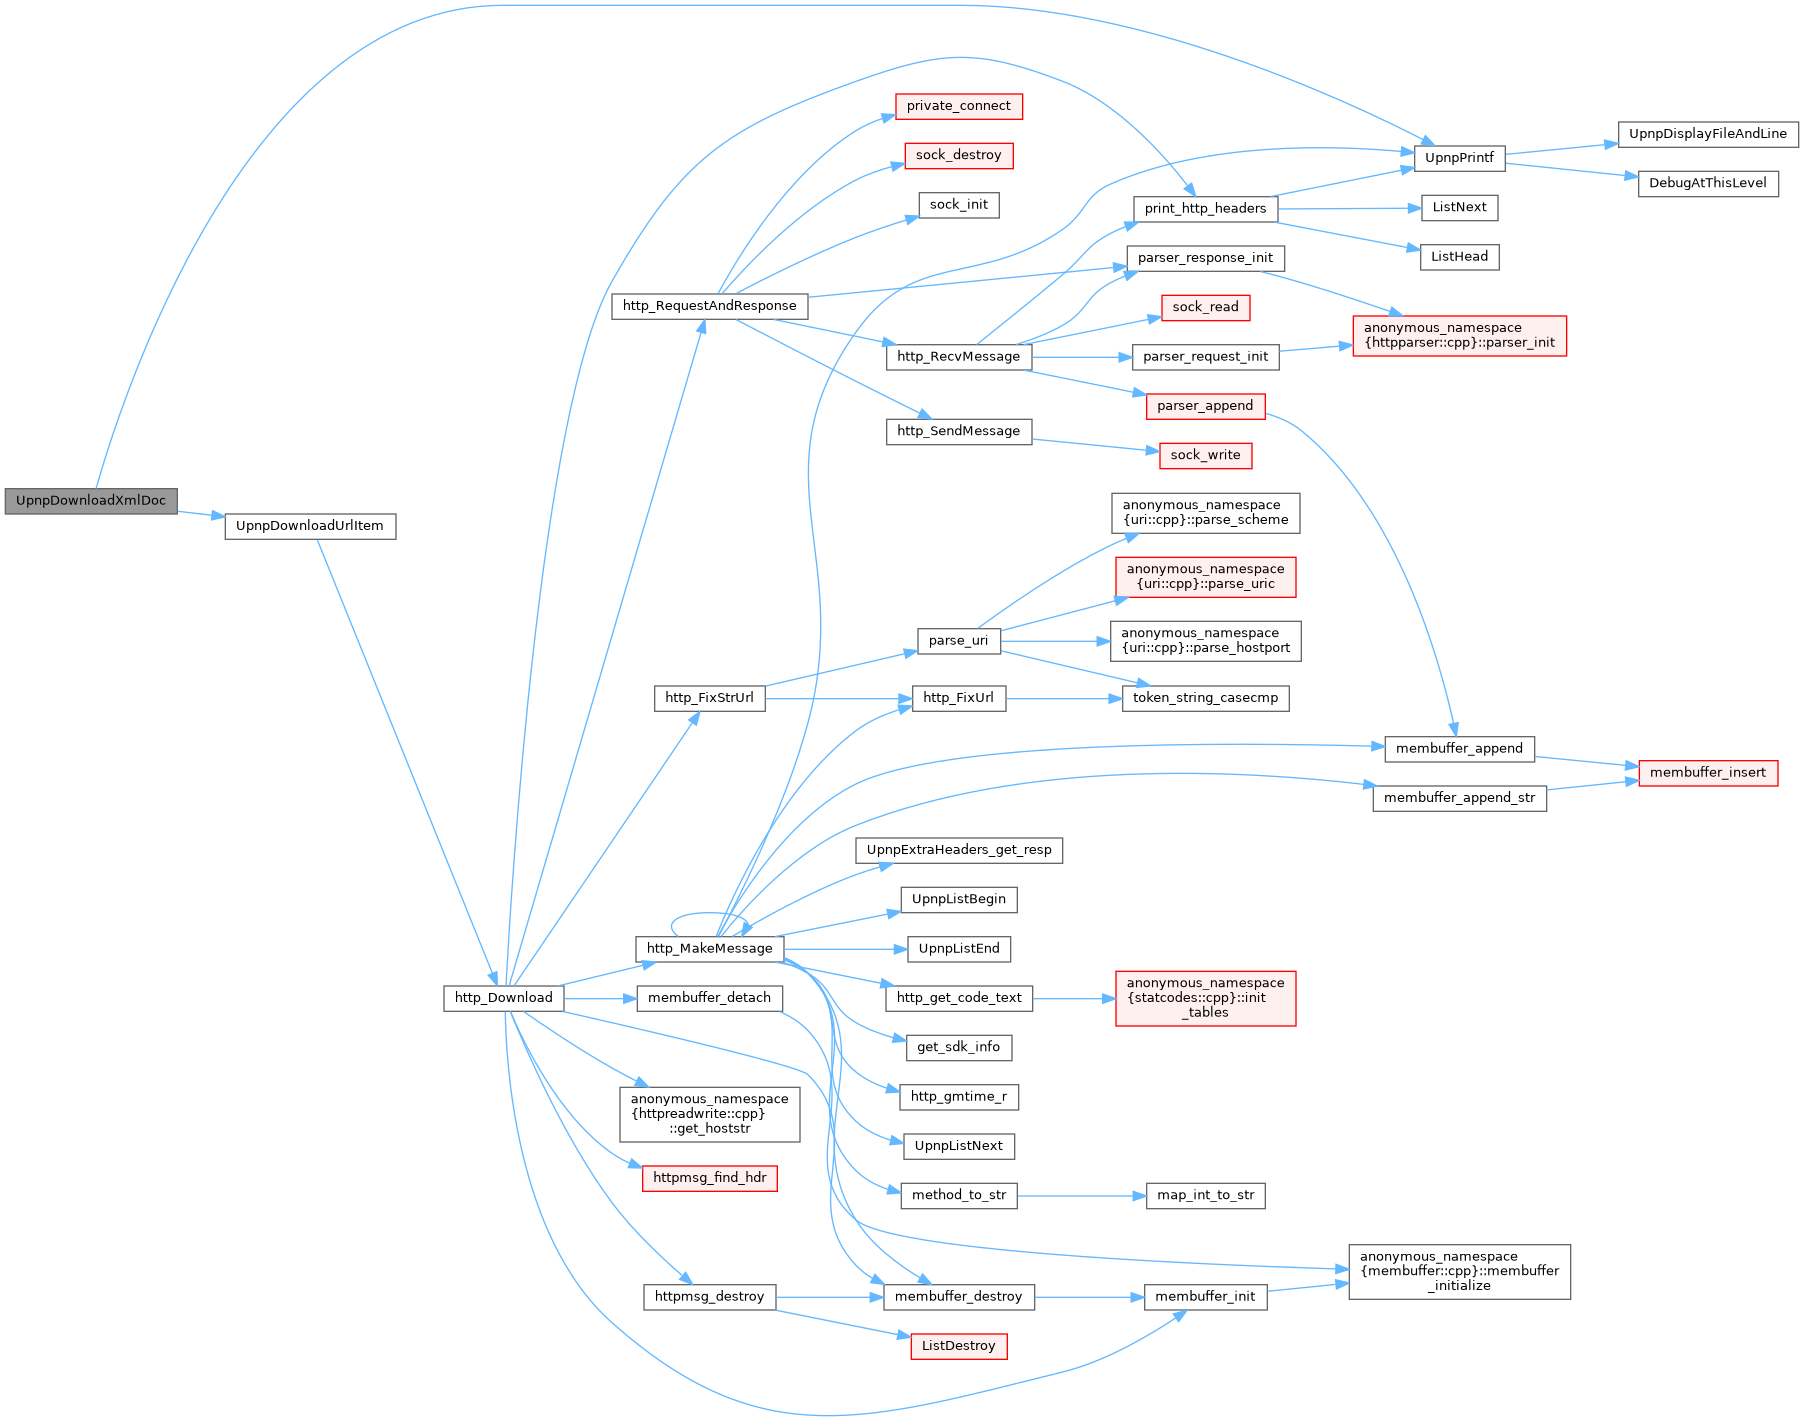 UpnpDownloadXmlDoc
UpnpDownloadUrlItem
http_Download
http_RequestAndResponse
http_FixStrUrl
http_MakeMessage
membuffer_detach
anonymous_namespace
{httpreadwrite::cpp}
::get_hoststr
httpmsg_find_hdr
httpmsg_destroy
private_connect
sock_destroy
sock_init
http_RecvMessage
http_SendMessage
parse_uri
http_FixUrl
UpnpExtraHeaders_get_resp
UpnpListBegin
UpnpListEnd
http_get_code_text
get_sdk_info
http_gmtime_r
UpnpListNext
method_to_str
membuffer_destroy
ListDestroy
print_http_headers
parser_response_init
sock_read
parser_request_init
parser_append
sock_write
anonymous_namespace
{uri::cpp}::parse_scheme
anonymous_namespace
{uri::cpp}::parse_uric
anonymous_namespace
{uri::cpp}::parse_hostport
token_string_casecmp
anonymous_namespace
{statcodes::cpp}::init
_tables
map_int_to_str
membuffer_init
UpnpPrintf
ListNext
ListHead
anonymous_namespace
{httpparser::cpp}::parser_init
membuffer_append
membuffer_append_str
anonymous_namespace
{membuffer::cpp}::membuffer
_initialize
UpnpDisplayFileAndLine
DebugAtThisLevel
membuffer_insert